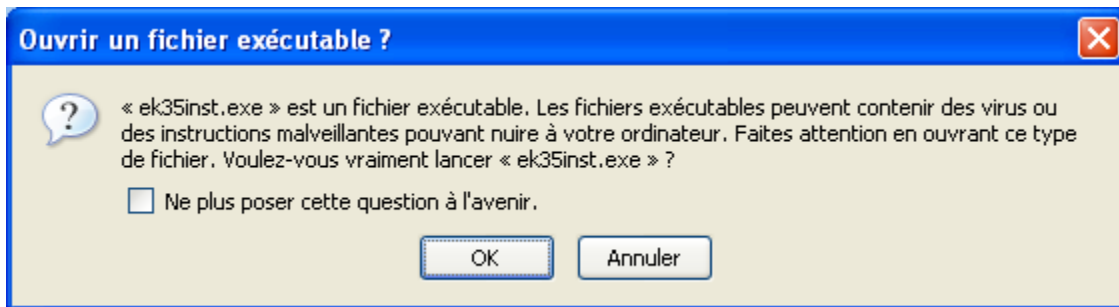 Ouvrir un fichier exécutable ?
« ek35inst.exe » est un fichier exécutable. Les fichiers exécutables peuvent contenir des virus ou
des instructions malveillantes pouvant nuire à votre ordinateur. Faites attention en ouvrant ce type
de fichier. Voulez-vous vraiment lancer « ek35inst.exe » ?
Ne plus poser cette question à l'avenir.
OK
Annuler